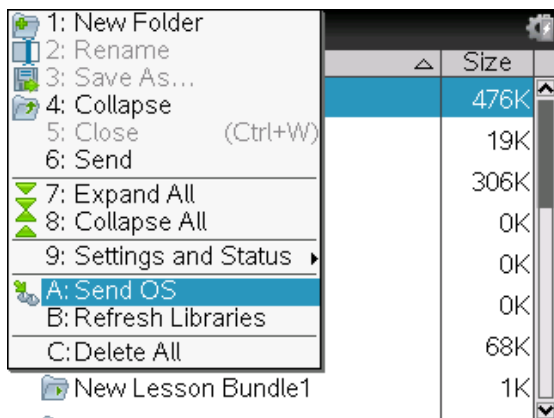 1: New Folder
2: Rename
3: Save As...
4: Collapse
5: Close (Ctrl+W)
6: Send
7: Expand All
8: Collapse All
9: Settings and Status
A: Send OS
B: Refresh Libraries
C: Delete All
Size
476K
19K
306K
0K
0K
0K
68K
New Lesson Bundle1 1K